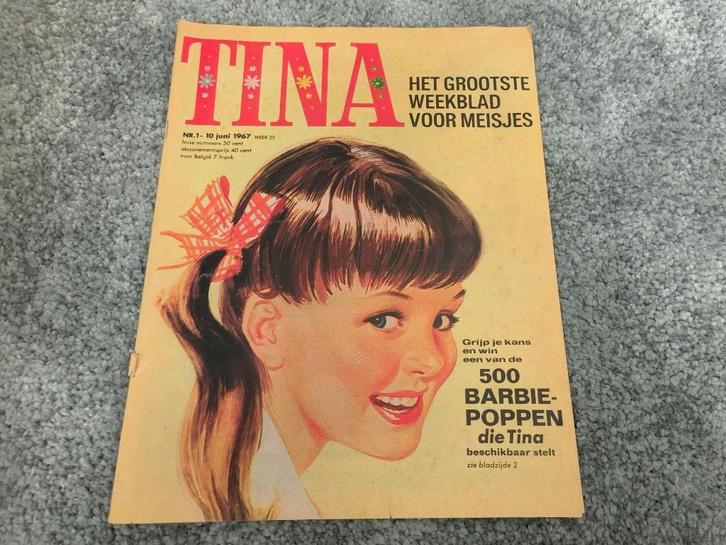 TINA
HET GROOTSTE
WEEKBLAD
VOOR MEISJES
NR.1 - 10 juni 1967 WEEK 23
losse nummers 50 cent
abonnementsprijs 40 cent
voor België 7 frank
Grijp je kans
en win
een van de
500
BARBIE-
POPPEN
die Tina
beschikbaar stelt
zie bladzijde 2